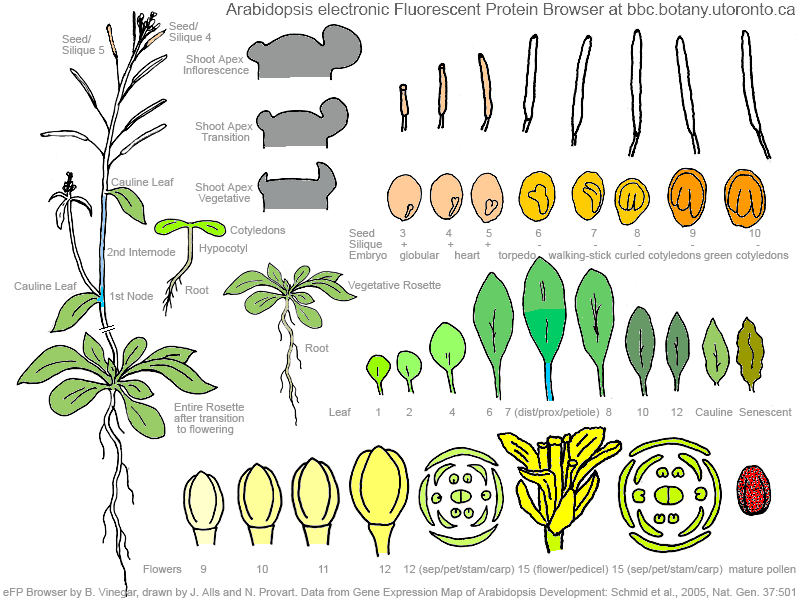 Arabidopsis electronic Fluorescent Protein Browser at bbc.botany.utoronto.ca
Seed/
Silique 4
Seed/
Silique 5
Shoot Apex
Inflorescence
Shoot Apex
Transition
Shoot Apex
Vegetative
Cauline Leaf
Cotyledons
2nd Internode
Hypocotyl
Cauline Leaf
1st Node
Root
Vegetative Rosette
Root
Entire Rosette
after transition
to flowering
Seed 3 4 5 6 7 8 9 10
Silique + + + - - - - -
Embryo globular heart torpedo walking-stick curled cotyledons green cotyledons
Leaf 1 2 4 6 7 (dist/prox/petiole) 8 10 12 Cauline Senescent
Flowers 9 10 11 12 12 (sep/pet/stam/carp) 15 (flower/pedicel) 15 (sep/pet/stam/carp) mature pollen
eFP Browser by B. Vinegar, drawn by J. Alls and N. Provart. Data from Gene Expression Map of Arabidopsis Development: Schmid et al., 2005, Nat. Gen. 37:501